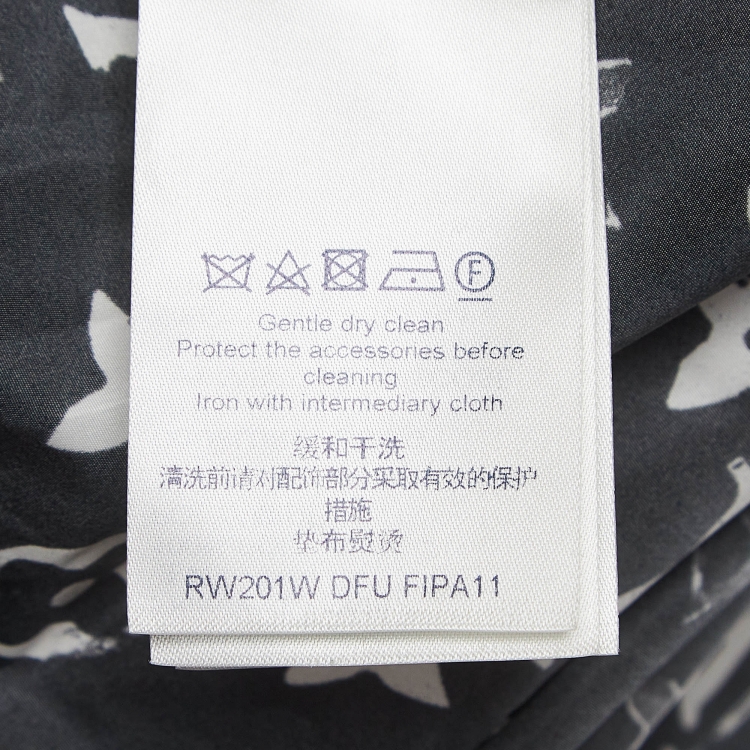 F
Gentle dry clean
Protect the accessories before
cleaning
Iron with intermediary cloth
缓和干洗
清洗前请对配饰部分采取有效的保护
措施
垫布熨烫
RW201W DFU FIPA11